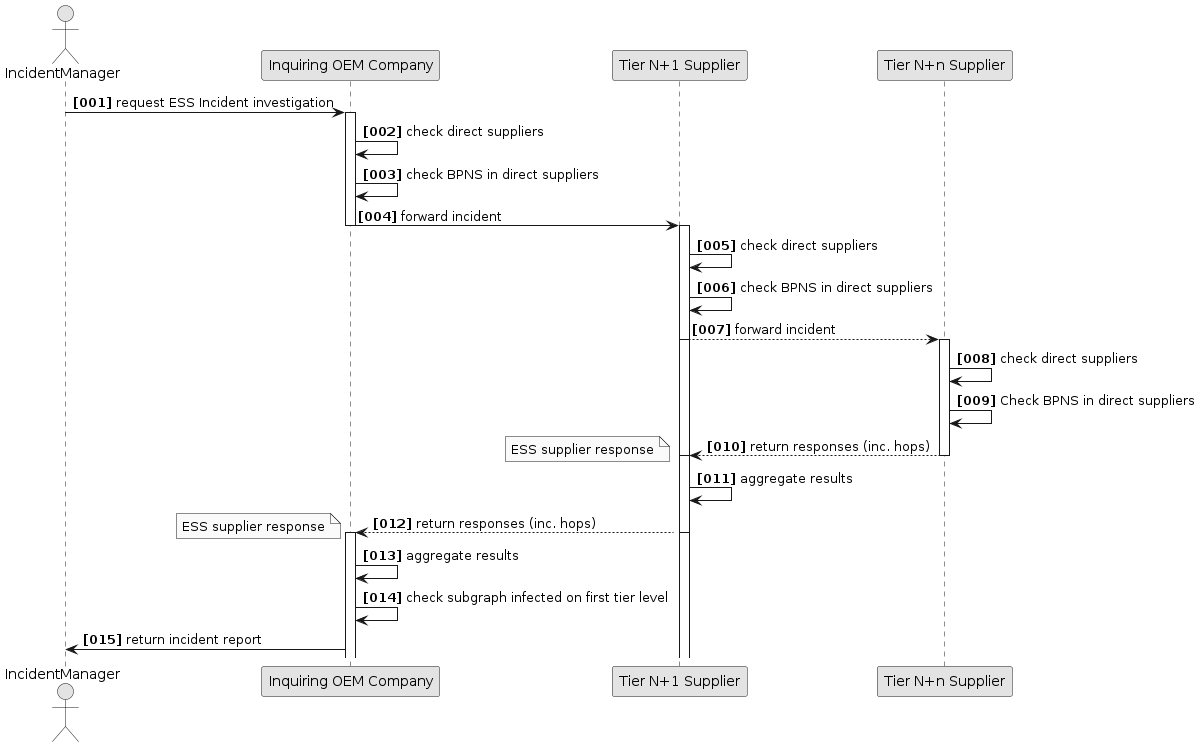 IncidentManager
Inquiring OEM Company
Tier N+1 Supplier
Tier N+n Supplier
[001] request ESS Incident investigation
[002] check direct suppliers
[003] check BPNS in direct suppliers
[004] forward incident
[005] check direct suppliers
[006] check BPNS in direct suppliers
[007] forward incident
[008] check direct suppliers
[009] Check BPNS in direct suppliers
ESS supplier response
[010] return responses (inc. hops)
[011] aggregate results
ESS supplier response
[012] return responses (inc. hops)
[013] aggregate results
[014] check subgraph infected on first tier level
[015] return incident report
IncidentManager
Inquiring OEM Company
Tier N+1 Supplier
Tier N+n Supplier